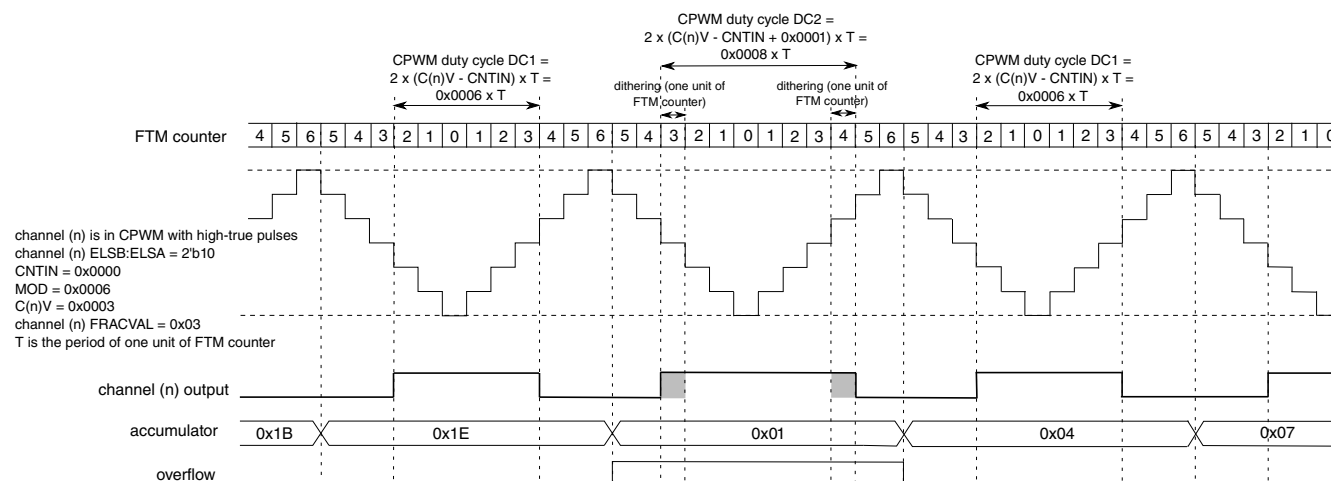 CPWM duty cycle DC2 =
2 x (C(n)V - CNTIN + 0x0001) x T =
0x0008 x T
CPWM duty cycle DC1 =
2 x (C(n)V - CNTIN) x T =
0x0006 x T
dithering (one unit of
FTM counter)
dithering (one unit of
FTM counter)
CPWM duty cycle DC1 =
2 x (C(n)V - CNTIN) x T =
0x0006 x T
FTM counter 4 5 6 5 4 3 2 1 0 1 2 3 4 5 6 5 4 3 2 1 0 1 2 3 4 5 6 5 4 3 2 1 0 1 2 3 4 5 6 5 4 3 2 1 0
channel (n) is in CPWM with high-true pulses
channel (n) ELSB:ELSA = 2'b10
CNTIN = 0x0000
MOD = 0x0006
C(n)V = 0x0003
channel (n) FRACVAL = 0x03
T is the period of one unit of FTM counter
channel (n) output
accumulator 0x1B 0x1E 0x01 0x04 0x07
overflow